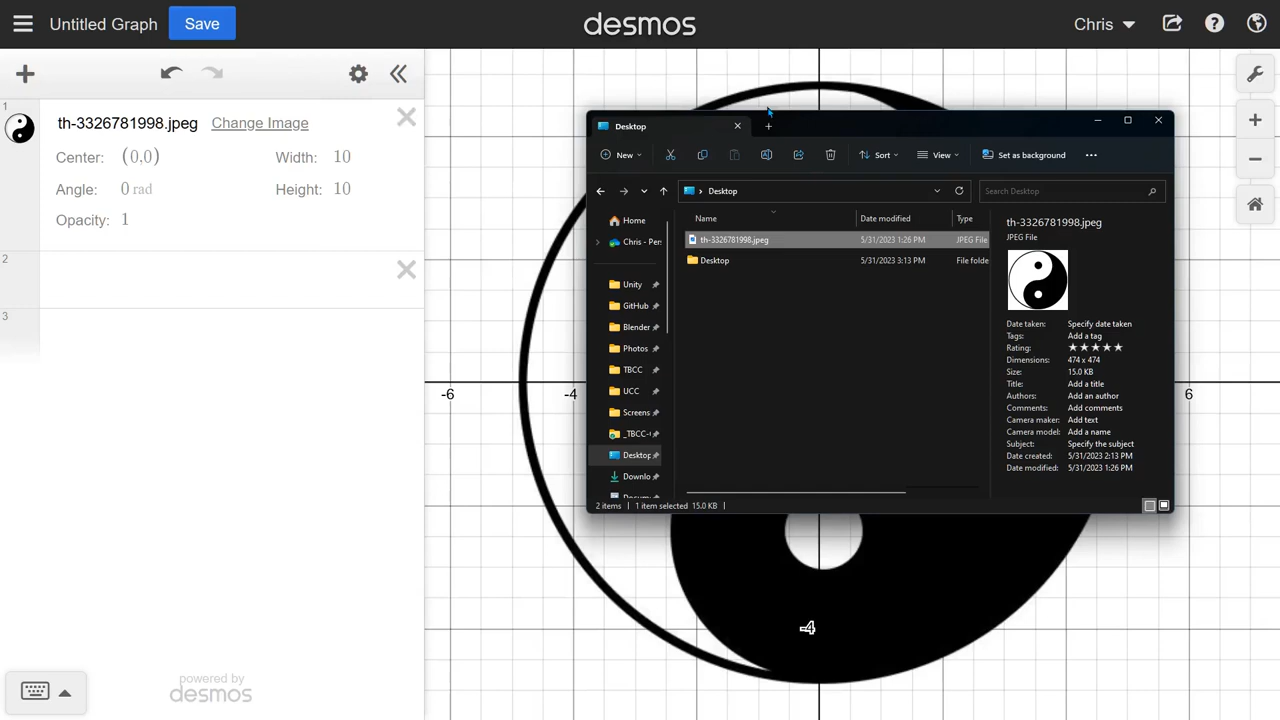 Untitled Graph Save desmos Chris
1
th-3326781998.jpeg Change Image
Center: (0,0) Width: 10
Angle: 0 rad Height: 10
Opacity: 1
2
3
powered by
desmos
-6 -4 6
-4
Desktop
New Sort View Set as background
Desktop Search Desktop
Name Date modified Type
th-3326781998.jpeg 5/31/2023 1:26 PM JPEG File
Desktop 5/31/2023 3:13 PM File folde
Home
Chris - Per
Unity
GitHub
Blender
Photos
TBCC
UCC
Screens
Desktop
Downlo
th-3326781998.jpeg
JPEG File
Date taken: Specify date taken
Tags: Add a tag
Rating: ★★★★★
Dimensions: 474 x 474
Size: 15.0 KB
Title: Add a title
Authors: Add an author
Comments: Add comments
Camera maker: Add text
Camera model: Add a name
Subject: Specify the subject
Date created: 5/31/2023 2:13 PM
Date modified: 5/31/2023 1:26 PM
2 items 1 item selected 15.0 KB